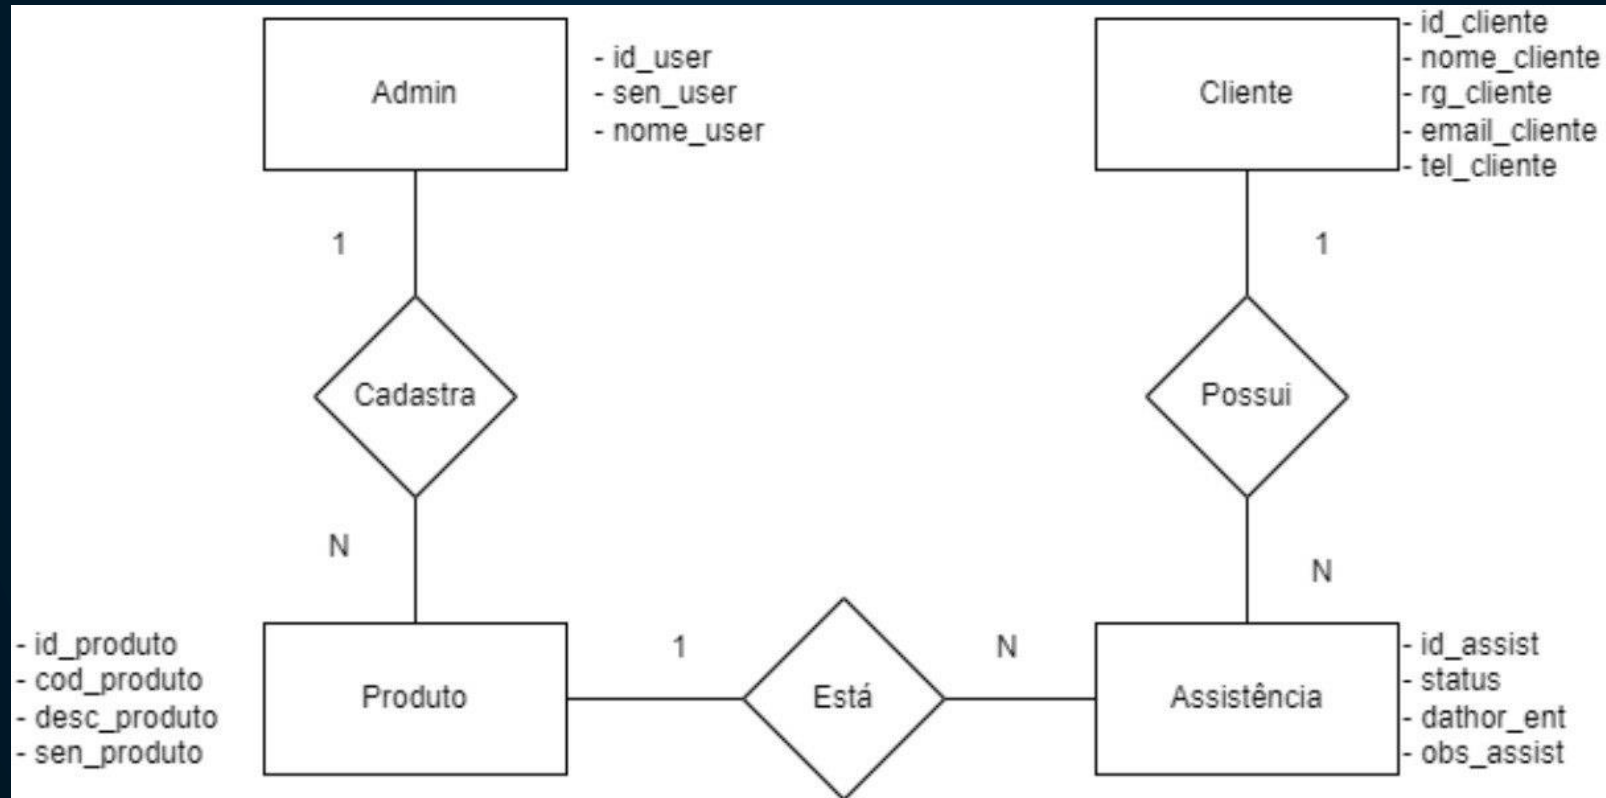 Admin
- id_user
- sen_user
- nome_user
Cliente
- id_cliente
- nome_cliente
- rg_cliente
- email_cliente
- tel_cliente
1
1
Cadastra
Possui
N
N
- id_produto
- cod_produto
- desc_produto
- sen_produto
Produto
1
Está
N
Assistência
- id_assist
- status
- dathor_ent
- obs_assist